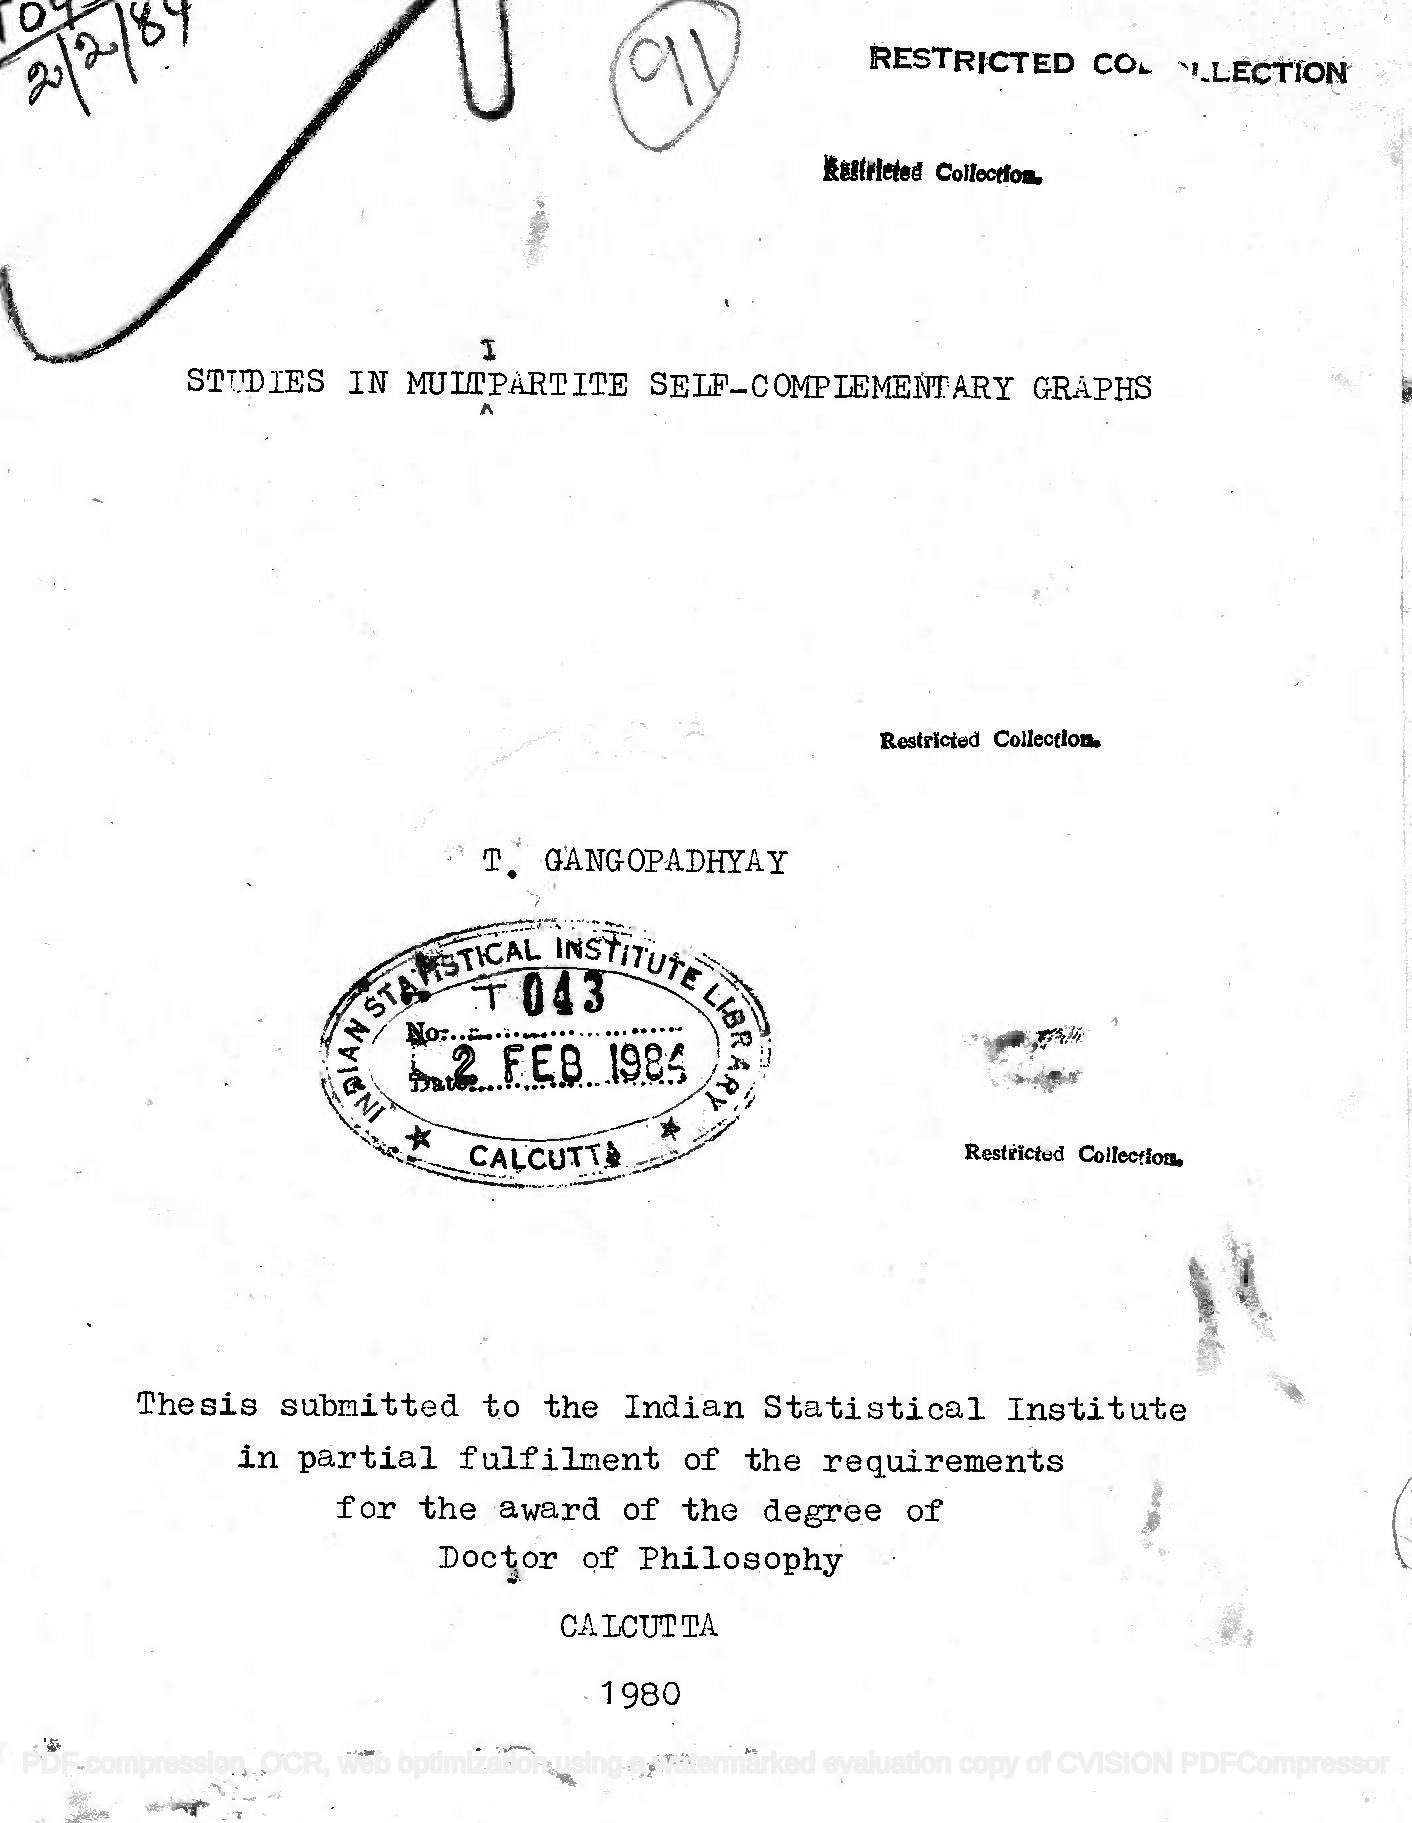 T04
2/2/84
91
RESTRICTED COL LLECTION
Restricted Collection.
I
STUDIES IN MULTPARTITE SELF-COMPLEMENTARY GRAPHS
^
Restricted Collection.
T. GANGOPADHYAY
INDIAN STATISTICAL INSTITUTE LIBRARY
T 043
No.
Date 2 FEB 1984
★ CALCUTTA ★
Restricted Collection.
Thesis submitted to the Indian Statistical Institute
in partial fulfilment of the requirements
for the award of the degree of
Doctor of Philosophy
CALCUTTA
1980
PDF compression, OCR, web optimization using a watermarked evaluation copy of CVISION PDFCompressor